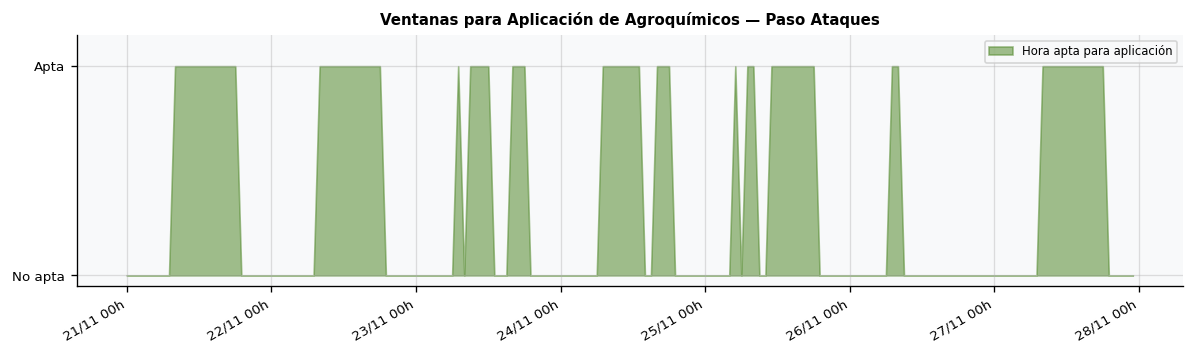 Ventanas para Aplicación de Agroquímicos — Paso Ataques
Hora apta para aplicación
Apta
No apta
21/11 00h
22/11 00h
23/11 00h
24/11 00h
25/11 00h
26/11 00h
27/11 00h
28/11 00h